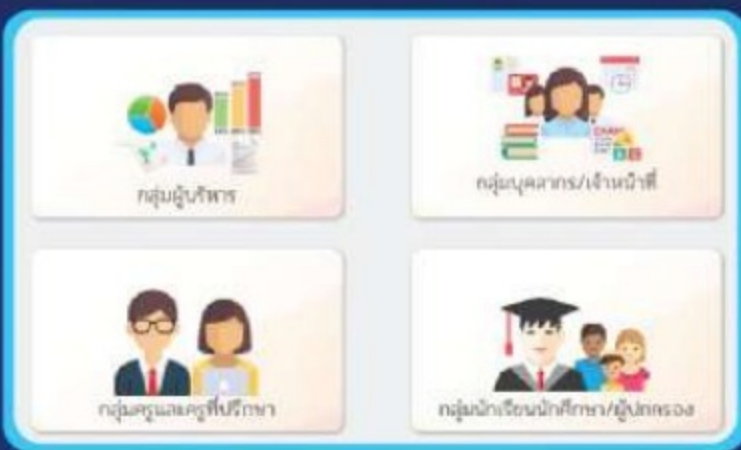 กลุ่มผู้บริหาร
กลุ่มบุคลากร/เจ้าหน้าที่
กลุ่มครูและครูที่ปรึกษา
กลุ่มนักเรียนนักศึกษา/ผู้ปกครอง